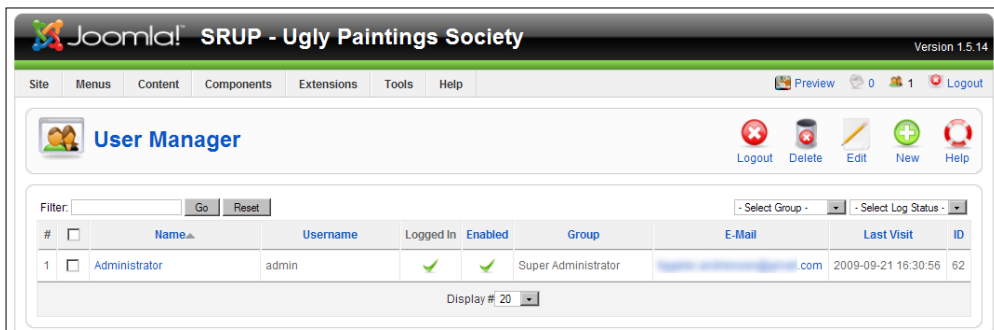 Joomla! SRUP - Ugly Paintings Society
Version 1.5.14
Site Menus Content Components Extensions Tools Help Preview 0 1 Logout
User Manager
Logout Delete Edit New Help
Filter: Go Reset - Select Group - - Select Log Status -
# Name Username Logged In Enabled Group E-Mail Last Visit ID
1 Administrator admin Super Administrator .com 2009-09-21 16:30:56 62
Display # 20